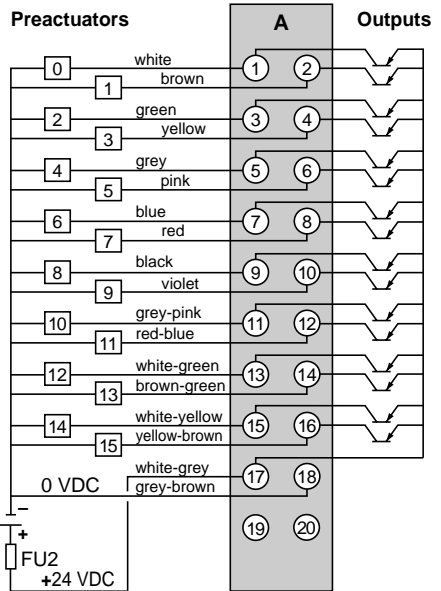 Preactuators A Outputs
0 white 1 2
1 brown
2 green 3 4
3 yellow
4 grey 5 6
5 pink
6 blue 7 8
7 red
8 black 9 10
9 violet
10 grey-pink 11 12
11 red-blue
12 white-green 13 14
13 brown-green
14 white-yellow 15 16
15 yellow-brown
white-grey 17 18
0 VDC grey-brown
–
+ 19 20
FU2
+24 VDC